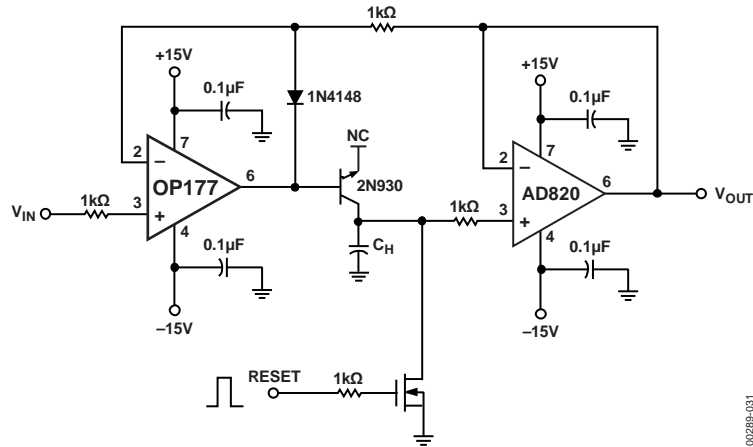 1kΩ
+15V
0.1µF
1N4148
+15V
0.1µF
NC
2
7
OP177
6
2N930
2
7
AD820
6
VOUT
VIN
1kΩ
3
4
1kΩ
3
4
0.1µF
CH
0.1µF
–15V
–15V
RESET
1kΩ
00289-031